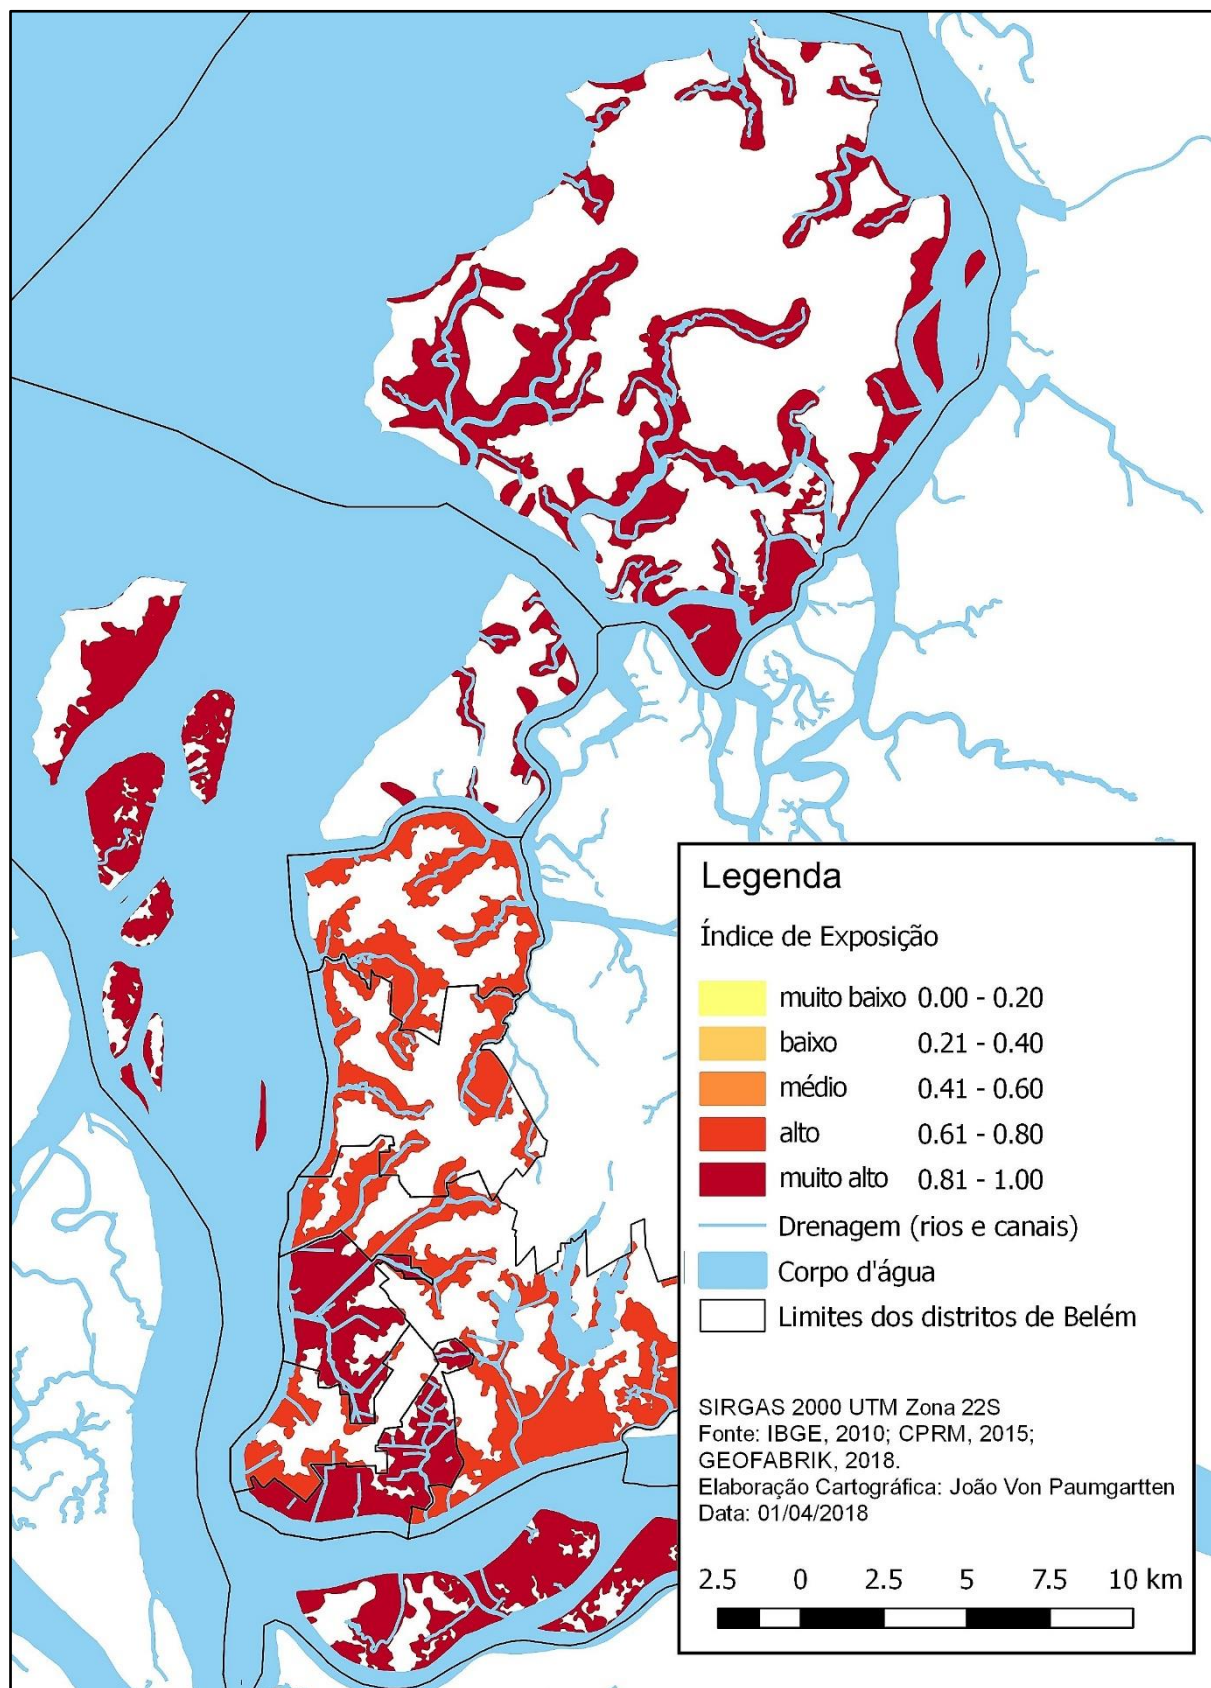 Legenda
Índice de Exposição
muito baixo 0.00 - 0.20
baixo 0.21 - 0.40
médio 0.41 - 0.60
alto 0.61 - 0.80
muito alto 0.81 - 1.00
Drenagem (rios e canais)
Corpo d'água
Limites dos distritos de Belém
SIRGAS 2000 UTM Zona 22S
Fonte: IBGE, 2010; CPRM, 2015;
GEOFABRIK, 2018.
Elaboração Cartográfica: João Von Paumgartten
Data: 01/04/2018
2.5 0 2.5 5 7.5 10 km